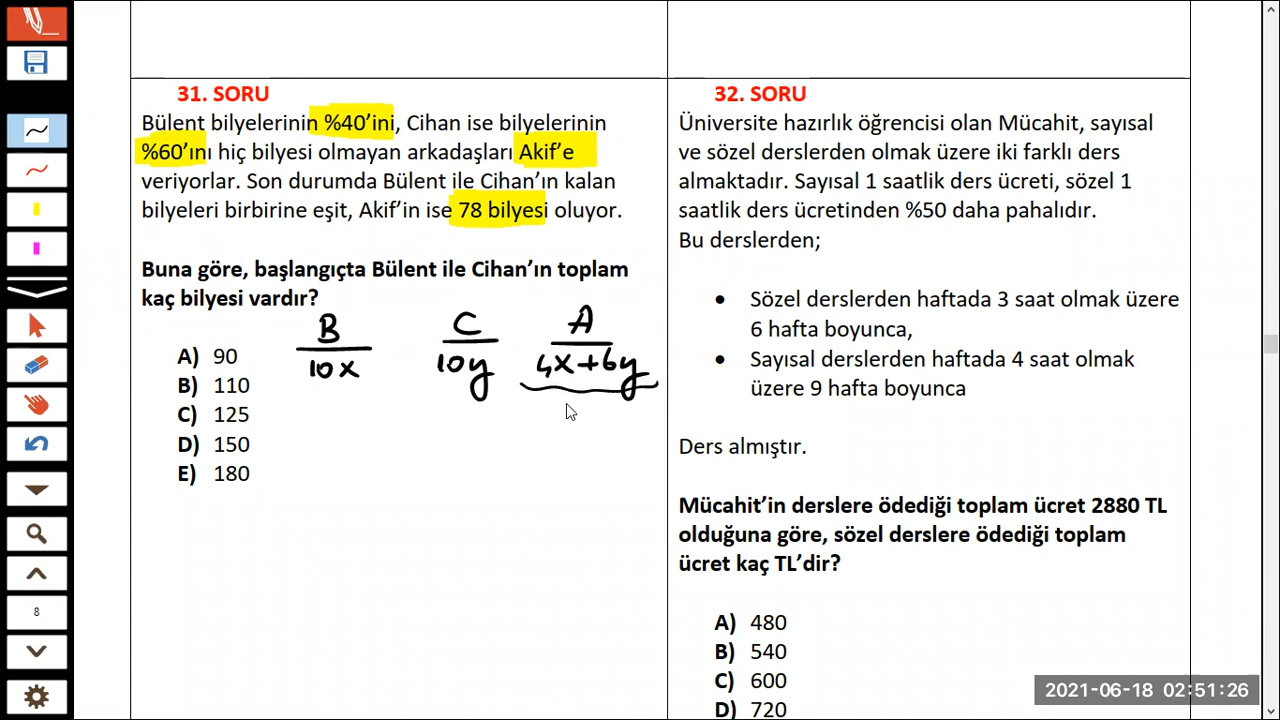 31. SORU
Bülent bilyelerinin %40’ini, Cihan ise bilyelerinin
%60’ını hiç bilyesi olmayan arkadaşları Akif’e
veriyorlar. Son durumda Bülent ile Cihan’ın kalan
bilyeleri birbirine eşit, Akif’in ise 78 bilyesi oluyor.
Buna göre, başlangıçta Bülent ile Cihan’ın toplam
kaç bilyesi vardır?
B C A
10x 10y 4x+6y
A) 90
B) 110
C) 125
D) 150
E) 180
32. SORU
Üniversite hazırlık öğrencisi olan Mücahit, sayısal
ve sözel derslerden olmak üzere iki farklı ders
almaktadır. Sayısal 1 saatlik ders ücreti, sözel 1
saatlik ders ücretinden %50 daha pahalıdır.
Bu derslerden;
• Sözel derslerden haftada 3 saat olmak üzere
6 hafta boyunca,
• Sayısal derslerden haftada 4 saat olmak
üzere 9 hafta boyunca
Ders almıştır.
Mücahit’in derslere ödediği toplam ücret 2880 TL
olduğuna göre, sözel derslere ödediği toplam
ücret kaç TL’dir?
A) 480
B) 540
C) 600
D) 720
8
2021-06-18 02:51:26